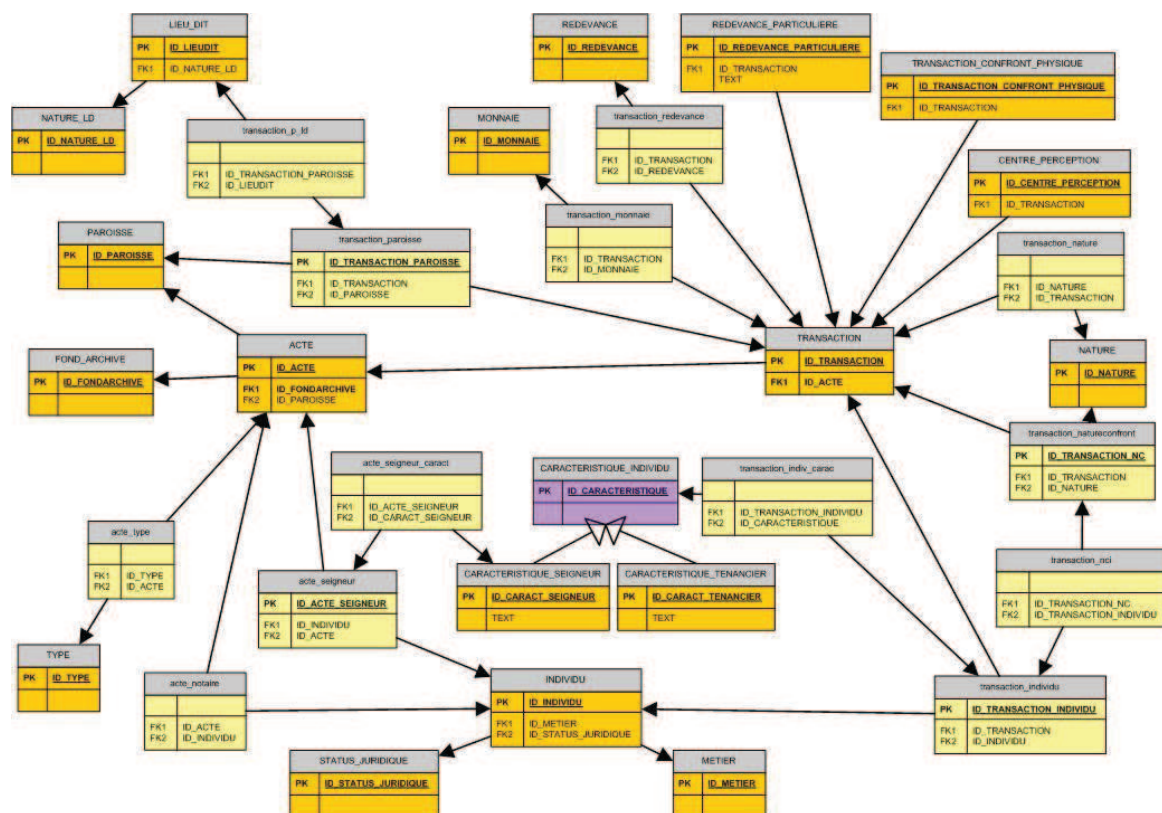 LIEU_DIT
PK ID_LIEUDIT
FK1 ID_NATURE_LD
REDEVANCE
PK ID_REDEVANCE
REDEVANCE_PARTICULIERE
PK ID_REDEVANCE_PARTICULIERE
FK1 ID_TRANSACTION
TEXT
TRANSACTION_CONFRONT_PHYSIQUE
PK ID_TRANSACTION_CONFRONT_PHYSIQUE
FK1 ID_TRANSACTION
NATURE_LD
PK ID_NATURE_LD
transaction_p_ld
FK1 ID_TRANSACTION_PAROISSE
FK2 ID_LIEUDIT
MONNAIE
PK ID_MONNAIE
transaction_redevance
FK1 ID_TRANSACTION
FK2 ID_REDEVANCE
CENTRE_PERCEPTION
PK ID_CENTRE_PERCEPTION
FK1 ID_TRANSACTION
PAROISSE
PK ID_PAROISSE
transaction_paroisse
PK ID_TRANSACTION_PAROISSE
FK1 ID_TRANSACTION
FK2 ID_PAROISSE
transaction_monnaie
FK1 ID_TRANSACTION
FK2 ID_MONNAIE
transaction_nature
FK1 ID_NATURE
FK2 ID_TRANSACTION
FOND_ARCHIVE
PK ID_FONDARCHIVE
ACTE
PK ID_ACTE
FK1 ID_FONDARCHIVE
FK2 ID_PAROISSE
TRANSACTION
PK ID_TRANSACTION
FK1 ID_ACTE
NATURE
PK ID_NATURE
transaction_natureconfront
PK ID_TRANSACTION_NC
FK1 ID_TRANSACTION
FK2 ID_NATURE
acte_seigneur_caract
FK1 ID_ACTE_SEIGNEUR
FK2 ID_CARACT_SEIGNEUR
CARACTERISTIQUE_INDIVIDU
PK ID_CARACTERISTIQUE
transaction_indiv_carac
FK1 ID_TRANSACTION_INDIVIDU
FK2 ID_CARACTERISTIQUE
acte_type
FK1 ID_TYPE
FK2 ID_ACTE
acte_seigneur
PK ID_ACTE_SEIGNEUR
FK1 ID_INDIVIDU
FK2 ID_ACTE
CARACTERISTIQUE_SEIGNEUR
PK ID_CARACT_SEIGNEUR
TEXT
CARACTERISTIQUE_TENANCIER
PK ID_CARACT_TENANCIER
TEXT
transaction_nci
FK1 ID_TRANSACTION_NC
FK2 ID_TRANSACTION_INDIVIDU
TYPE
PK ID_TYPE
acte_notaire
FK1 ID_ACTE
FK2 ID_INDIVIDU
INDIVIDU
PK ID_INDIVIDU
FK1 ID_METIER
FK2 ID_STATUS_JURIDIQUE
transaction_individu
PK ID_TRANSACTION_INDIVIDU
FK1 ID_TRANSACTION
FK2 ID_INDIVIDU
STATUS_JURIDIQUE
PK ID_STATUS_JURIDIQUE
METIER
PK ID_METIER